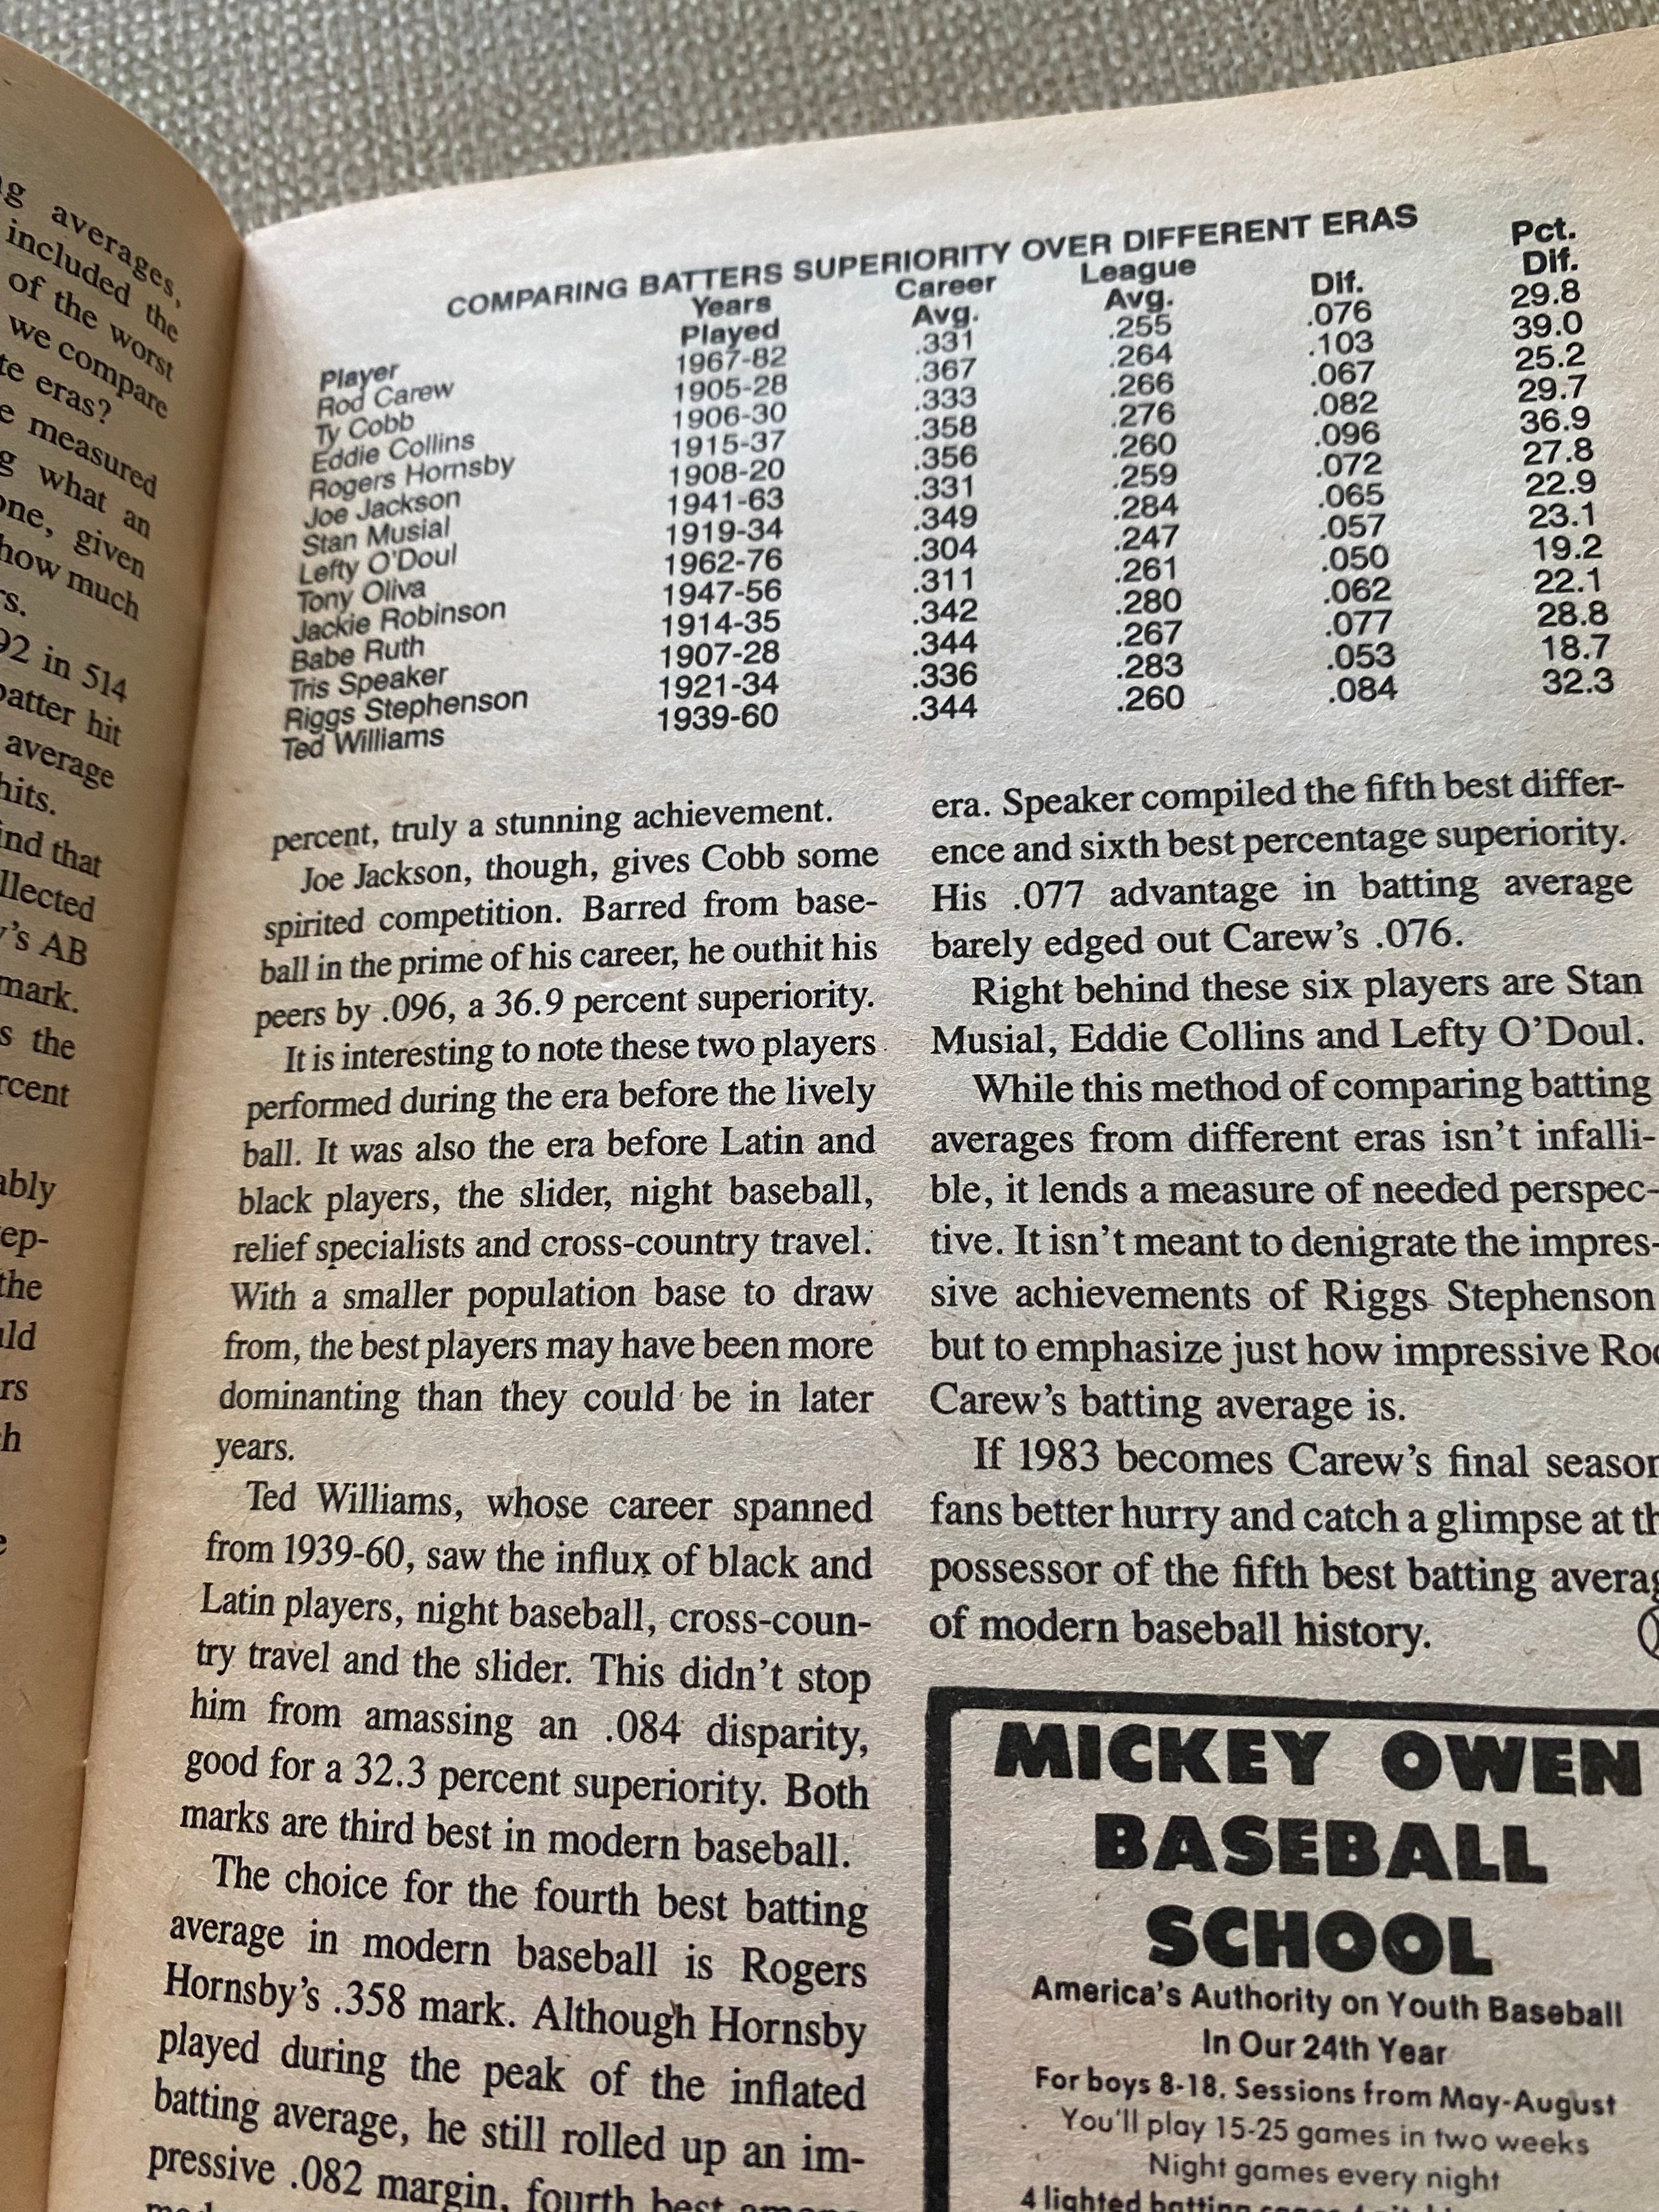 ng averages,
included the
of the worst
we compare
te eras?
e measured
g what an
one, given
how much
rs.
92 in 514
batter hit
average
hits.
ind that
llected
y's AB
mark.
s the
rcent
ably
ep-
the
uld
rs
ch
e
COMPARING BATTERS SUPERIORITY OVER DIFFERENT ERAS
Player Years Played Career Avg. League Avg. Dif. Pct. Dif.
Rod Carew 1967-82 .331 .255 .076 29.8
Ty Cobb 1905-28 .367 .264 .103 39.0
Eddie Collins 1906-30 .333 .266 .067 25.2
Rogers Hornsby 1915-37 .358 .276 .082 29.7
Joe Jackson 1908-20 .356 .260 .096 36.9
Stan Musial 1941-63 .331 .259 .072 27.8
Lefty O'Doul 1919-34 .349 .284 .065 22.9
Tony Oliva 1962-76 .304 .247 .057 23.1
Jackie Robinson 1947-56 .311 .261 .050 19.2
Babe Ruth 1914-35 .342 .280 .062 22.1
Tris Speaker 1907-28 .344 .267 .077 28.8
Riggs Stephenson 1921-34 .336 .283 .053 18.7
Ted Williams 1939-60 .344 .260 .084 32.3
percent, truly a stunning achievement.
Joe Jackson, though, gives Cobb some
spirited competition. Barred from base-
ball in the prime of his career, he outhit his
peers by .096, a 36.9 percent superiority.
It is interesting to note these two players
performed during the era before the lively
ball. It was also the era before Latin and
black players, the slider, night baseball,
relief specialists and cross-country travel.
With a smaller population base to draw
from, the best players may have been more
dominanting than they could be in later
years.
Ted Williams, whose career spanned
from 1939-60, saw the influx of black and
Latin players, night baseball, cross-coun-
try travel and the slider. This didn't stop
him from amassing an .084 disparity,
good for a 32.3 percent superiority. Both
marks are third best in modern baseball.
The choice for the fourth best batting
average in modern baseball is Rogers
Hornsby's .358 mark. Although Hornsby
played during the peak of the inflated
batting average, he still rolled up an im-
pressive .082 margin, fourth best among
era. Speaker compiled the fifth best differ-
ence and sixth best percentage superiority.
His .077 advantage in batting average
barely edged out Carew's .076.
Right behind these six players are Stan
Musial, Eddie Collins and Lefty O'Doul.
While this method of comparing batting
averages from different eras isn't infalli-
ble, it lends a measure of needed perspec-
tive. It isn't meant to denigrate the impres-
sive achievements of Riggs Stephenson
but to emphasize just how impressive Rod
Carew's batting average is.
If 1983 becomes Carew's final season
fans better hurry and catch a glimpse at th
possessor of the fifth best batting averag
of modern baseball history.
MICKEY OWEN
BASEBALL
SCHOOL
America's Authority on Youth Baseball
In Our 24th Year
For boys 8-18. Sessions from May-August
You'll play 15-25 games in two weeks
Night games every night
4 lighted batting